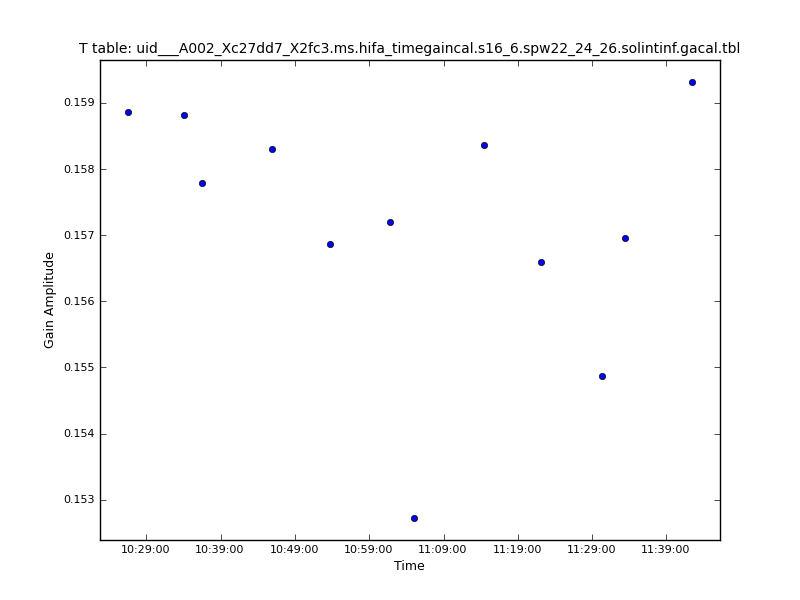 T table: uid___A002_Xc27dd7_X2fc3.ms.hifa_timegaincal.s16_6.spw22_24_26.solintinf.gacal.tbl
Gain Amplitude
0.159
0.158
0.157
0.156
0.155
0.154
0.153
10:29:00 10:39:00 10:49:00 10:59:00 11:09:00 11:19:00 11:29:00 11:39:00
Time